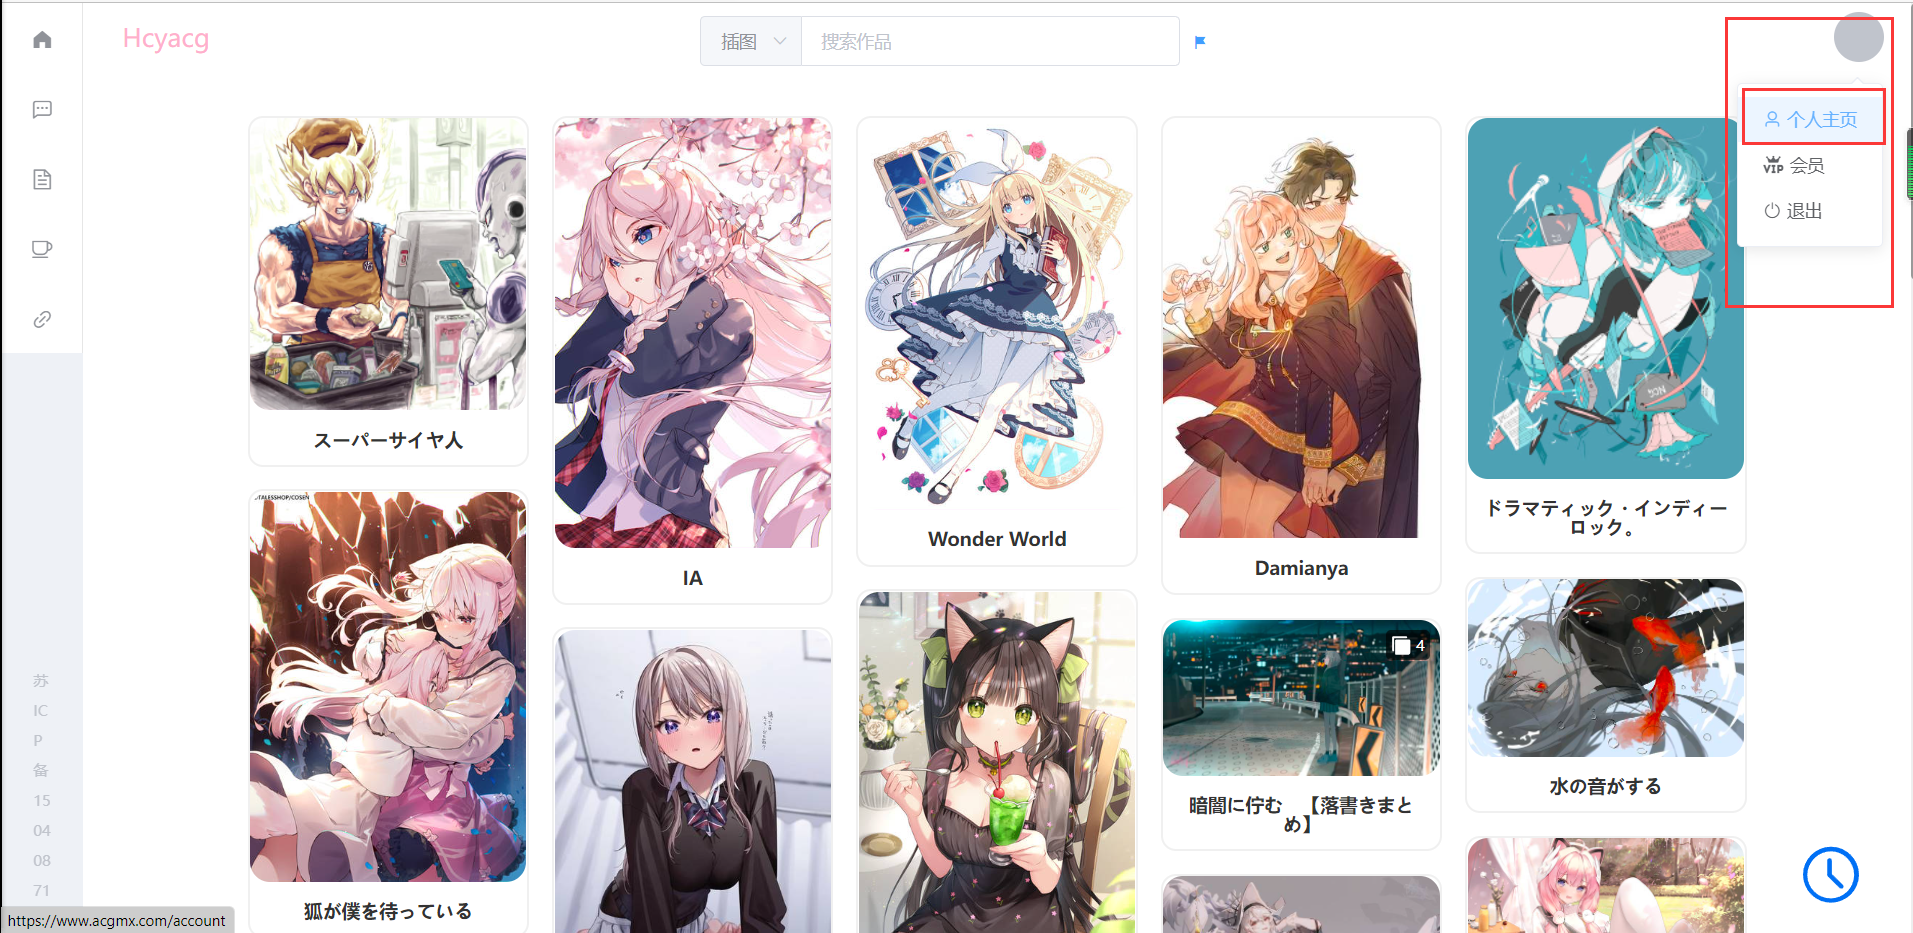 Hcyacg
插图
搜索作品
个人主页
VIP 会员
退出
スーパーサイヤ人
IA
Wonder World
Damianya
ドラマティック・インディー
ロック。
TALESSHOP/COSEN
NCG
4
狐が僕を待っている
暗闇に佇む 【落書きまと
め】
水の音がする
苏
IC
P
备
15
04
08
71
https://www.acgmx.com/account